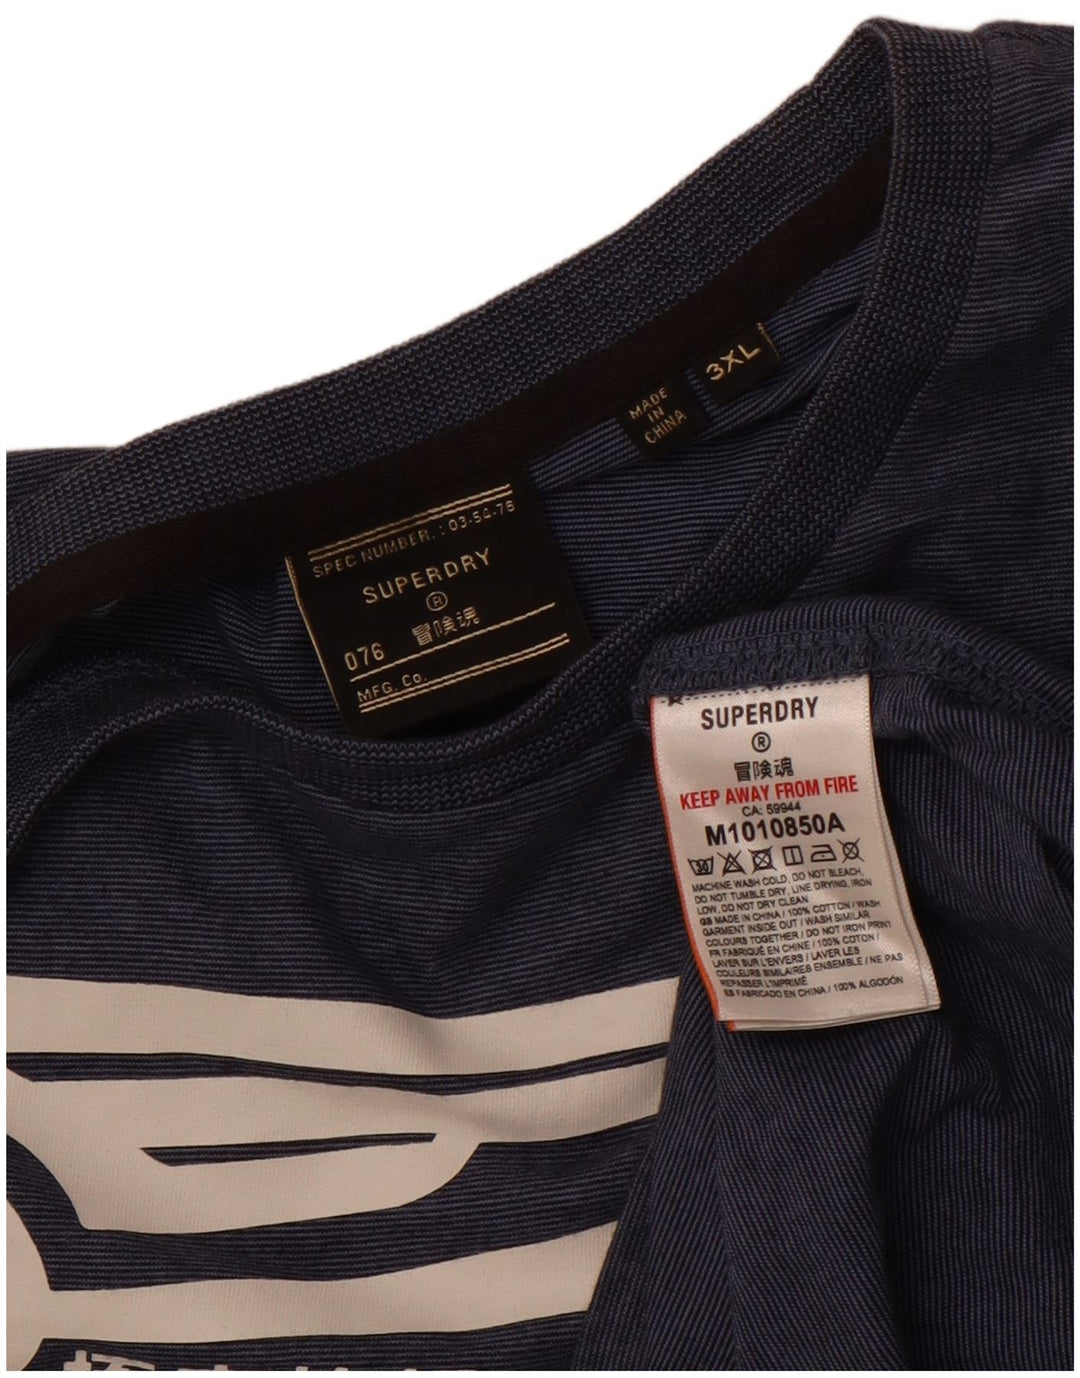 3XL
MADE
IN
CHINA
SPEC NUMBER. : 03-54-76
SUPERDRY
®
冒険魂
076
MFG. Co.
SUPERDRY
®
冒険魂
KEEP AWAY FROM FIRE
CA: 59944
M1010850A
30
MACHINE WASH COLD, DO NOT BLEACH,
DO NOT TUMBLE DRY, LINE DRYING, IRON
LOW, DO NOT DRY CLEAN
GB MADE IN CHINA / 100% COTTON / WASH
GARMENT INSIDE OUT / WASH SIMILAR
COLOURS TOGETHER / DO NOT IRON PRINT
FR FABRIQUÉ EN CHINE / 100% COTON /
LAVER SUR L'ENVERS / LAVER LES
COULEURS SIMILAIRES ENSEMBLE / NE PAS
REPASSER L'IMPRIMÉ
ES FABRICADO EN CHINA / 100% ALGODÓN